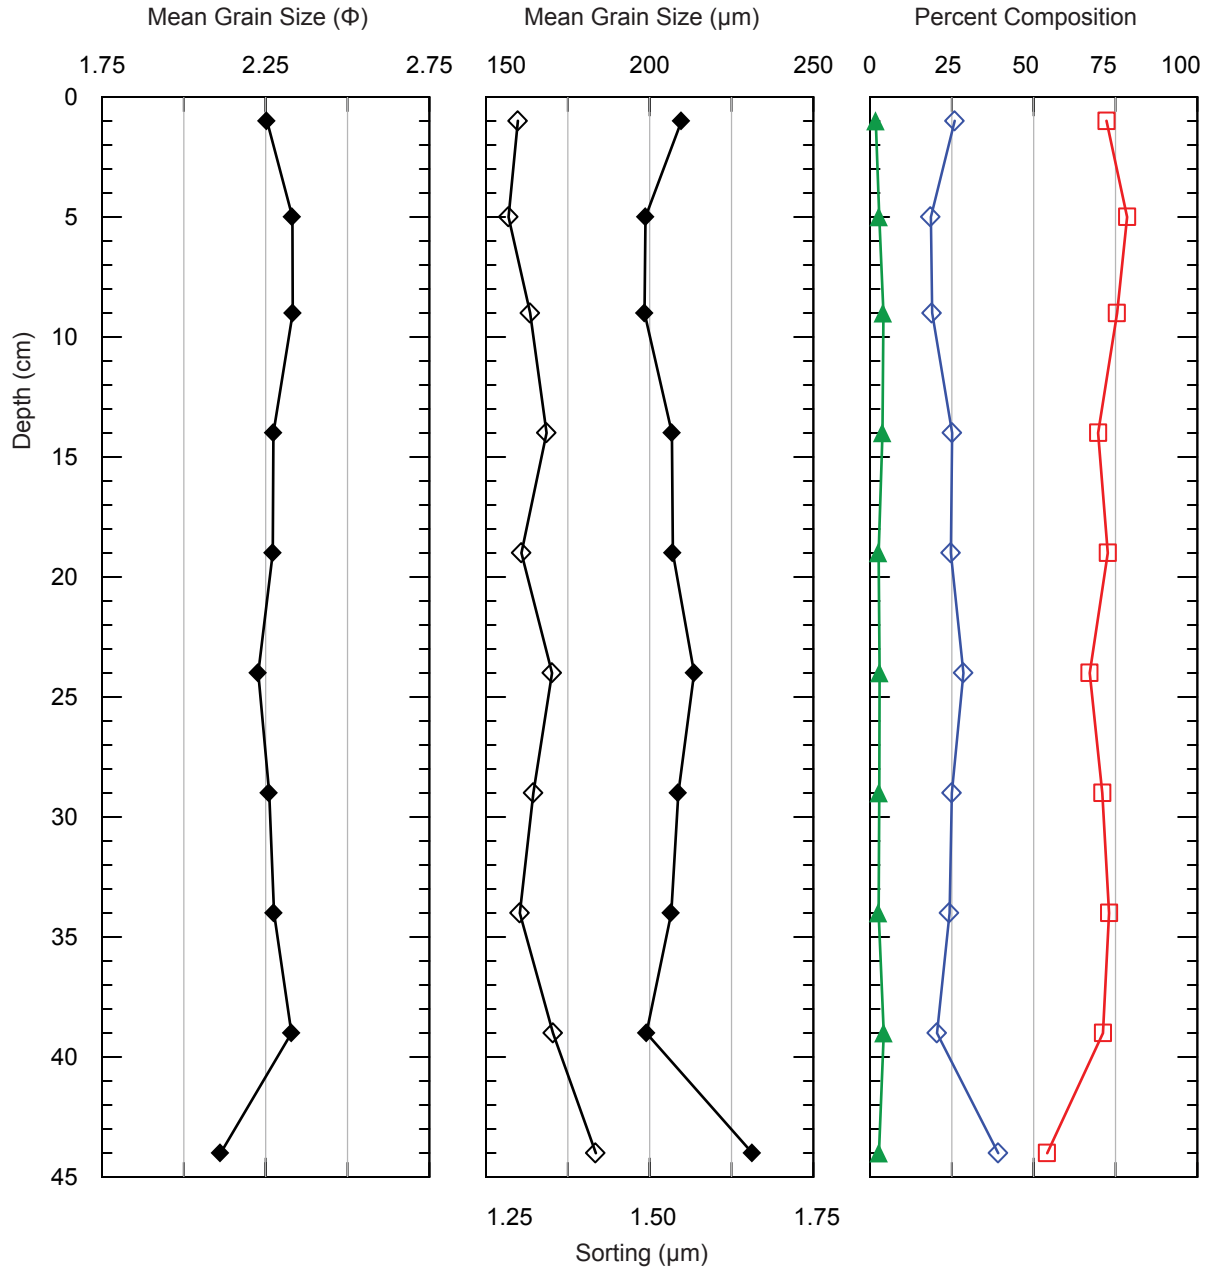 Mean Grain Size (Φ) Mean Grain Size (μm) Percent Composition
1.75 2.25 2.75 150 200 250 0 25 50 75 100
0
5
10
Depth (cm)
15
20
25
30
35
40
45
1.25 1.50 1.75
Sorting (μm)